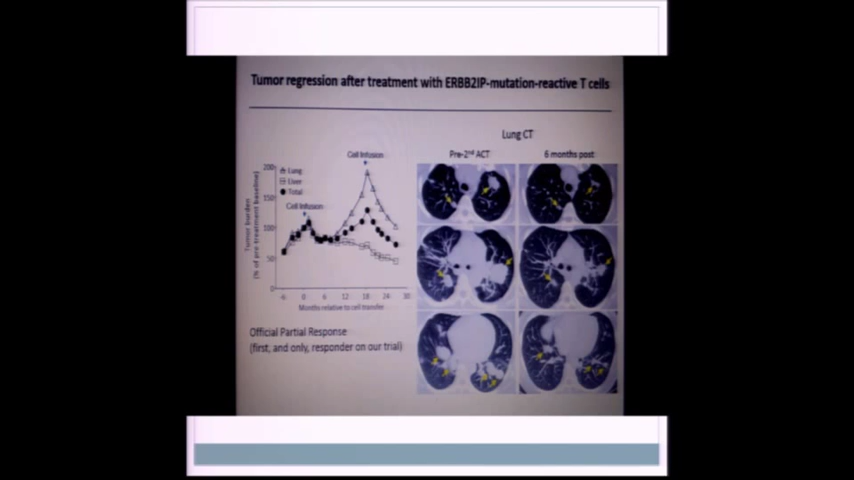 Tumor regression after treatment with ERBB2IP-mutation-reactive T cells
Lung CT
Pre-2nd ACT
6 months post
Cell Infusion
Lung
Liver
Total
Cell Infusion
200
150
100
50
0
Tumor burden
(% of pre-treatment baseline)
-6 0 6 12 18 24 30
Months relative to cell transfer
Official Partial Response
(first, and only, responder on our trial)